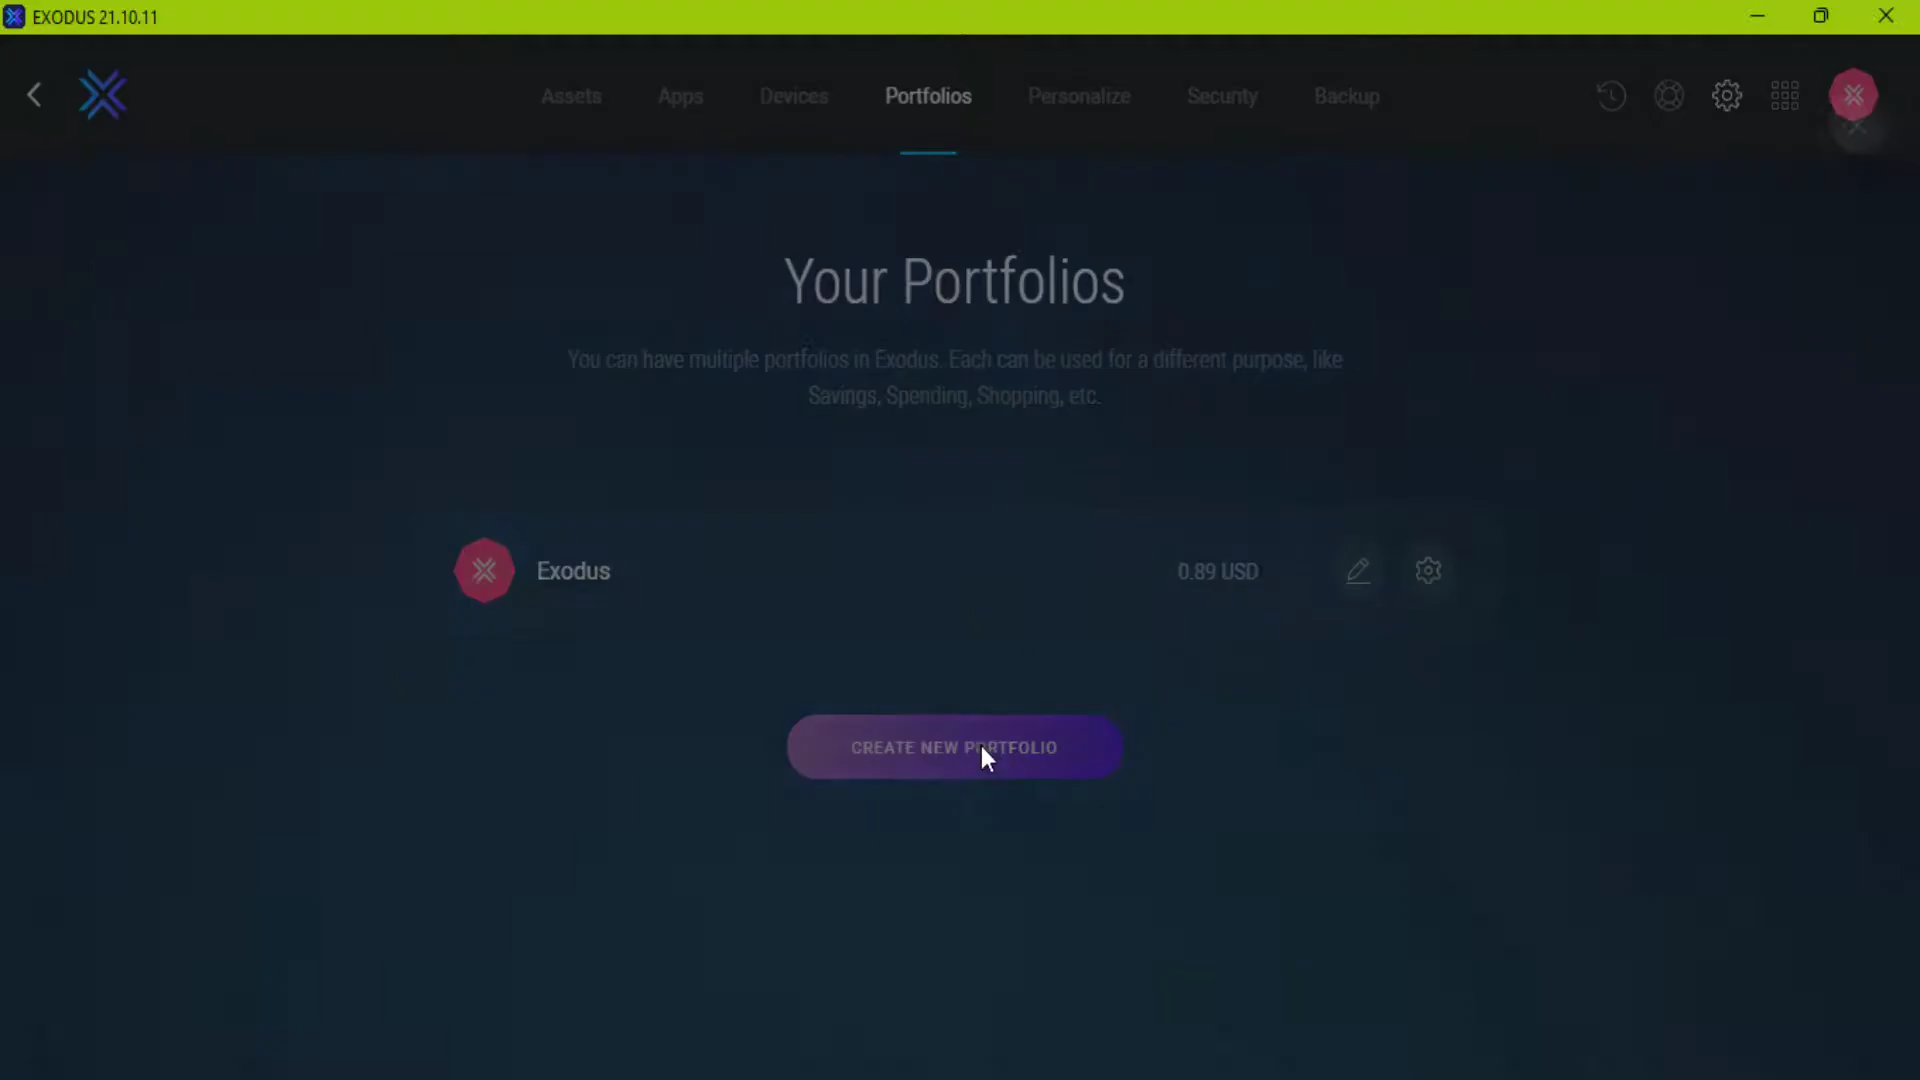 EXODUS 21.10.11
Assets
Apps
Devices
Portfolios
Personalize
Security
Backup
Your Portfolios
You can have multiple portfolios in Exodus. Each can be used for a different purpose, like
Savings, Spending, Shopping, etc.
Exodus
0.89 USD
CREATE NEW PORTFOLIO